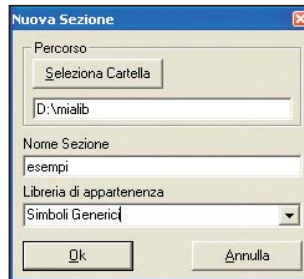 Nuova Sezione
Percorso
Seleziona Cartella
D:\mialib
Nome Sezione
esempi
Libreria di appartenenza
Simboli Generici
Ok
Annulla